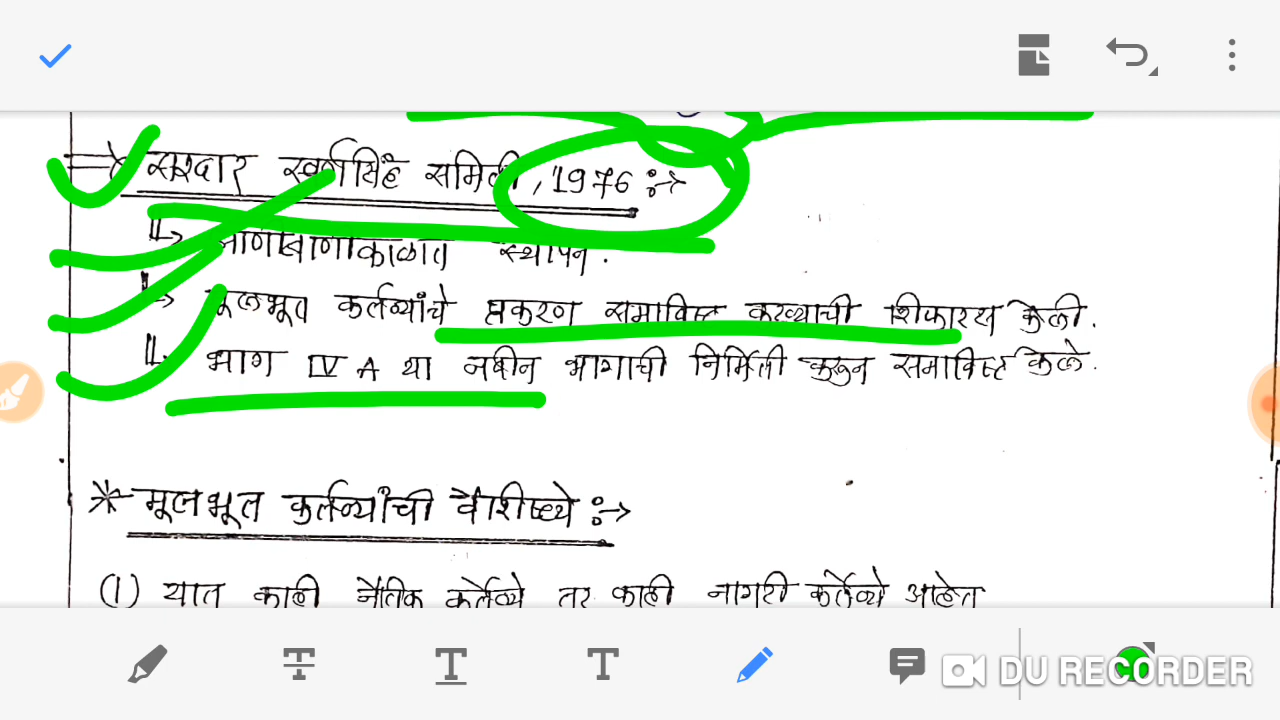 => सरदार स्वर्णसिंह समिती, 1976 :->
आणीबाणीकाळात स्थापन.
मूलभूत कर्तव्यांचे प्रकरण समाविष्ट करण्याची शिफारस केली.
भाग IV A या नवीन भागाची निर्मिती करून समाविष्ट केले.
* मूलभूत कर्तव्यांची वैशिष्ट्ये :->
(1) यात काही नैतिक कर्तव्ये तर काही नागरी कर्तव्ये आहेत
T T T
DU RECORDER